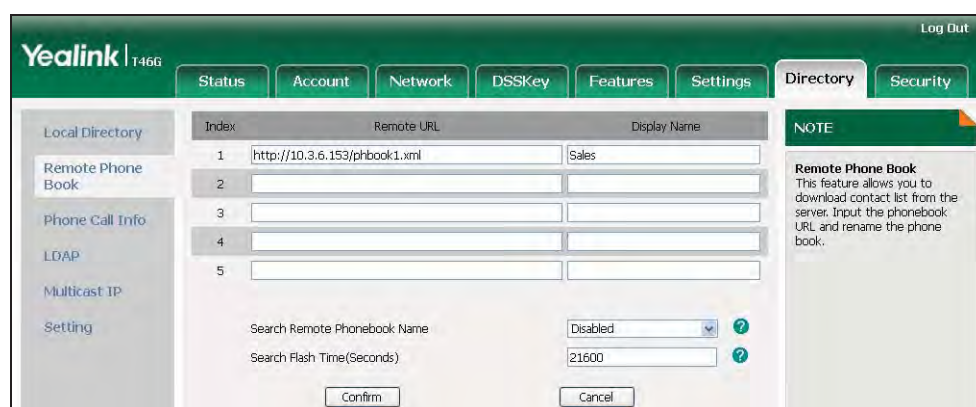 Log Out
Yealink T46G
Status Account Network DSSKey Features Settings Directory Security
Local Directory
Remote Phone
Book
Phone Call Info
LDAP
Multicast IP
Setting
Index Remote URL Display Name
1 http://10.3.6.153/phbook1.xml Sales
2
3
4
5
Search Remote Phonebook Name Disabled ?
Search Flash Time(Seconds) 21600 ?
Confirm Cancel
NOTE
Remote Phone Book
This feature allows you to
download contact list from the
server. Input the phonebook
URL and rename the phone
book.